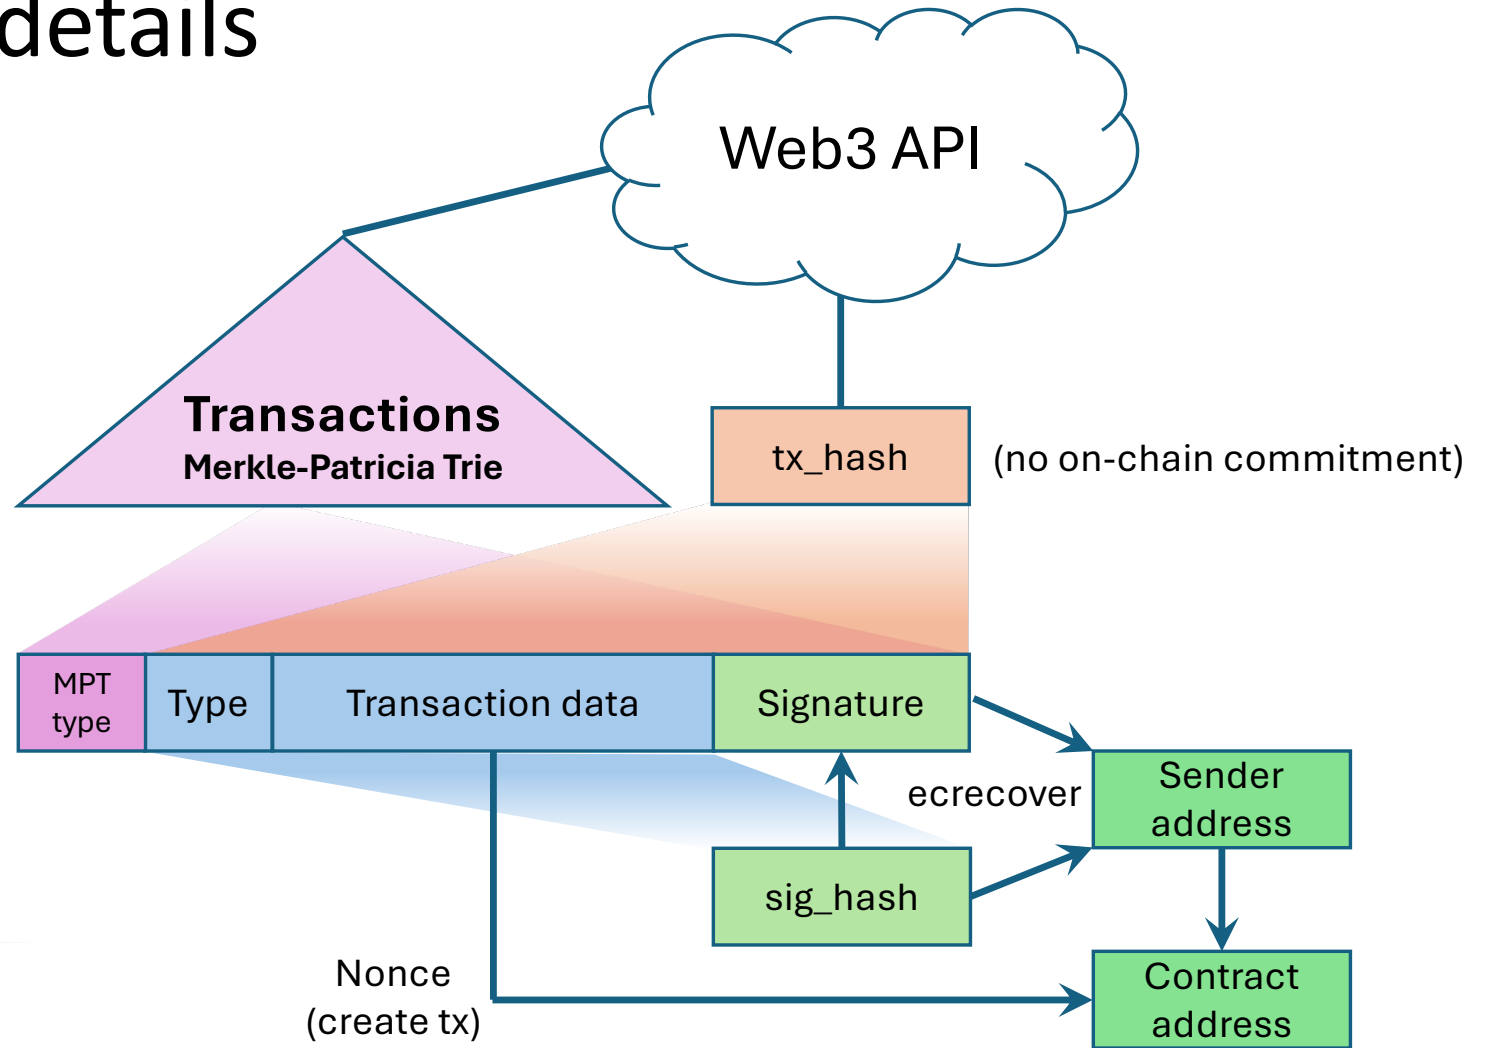 details
Web3 API
Transactions
Merkle-Patricia Trie
tx_hash
(no on-chain commitment)
MPT
type
Type
Transaction data
Signature
ecrecover
Sender
address
sig_hash
Nonce
(create tx)
Contract
address